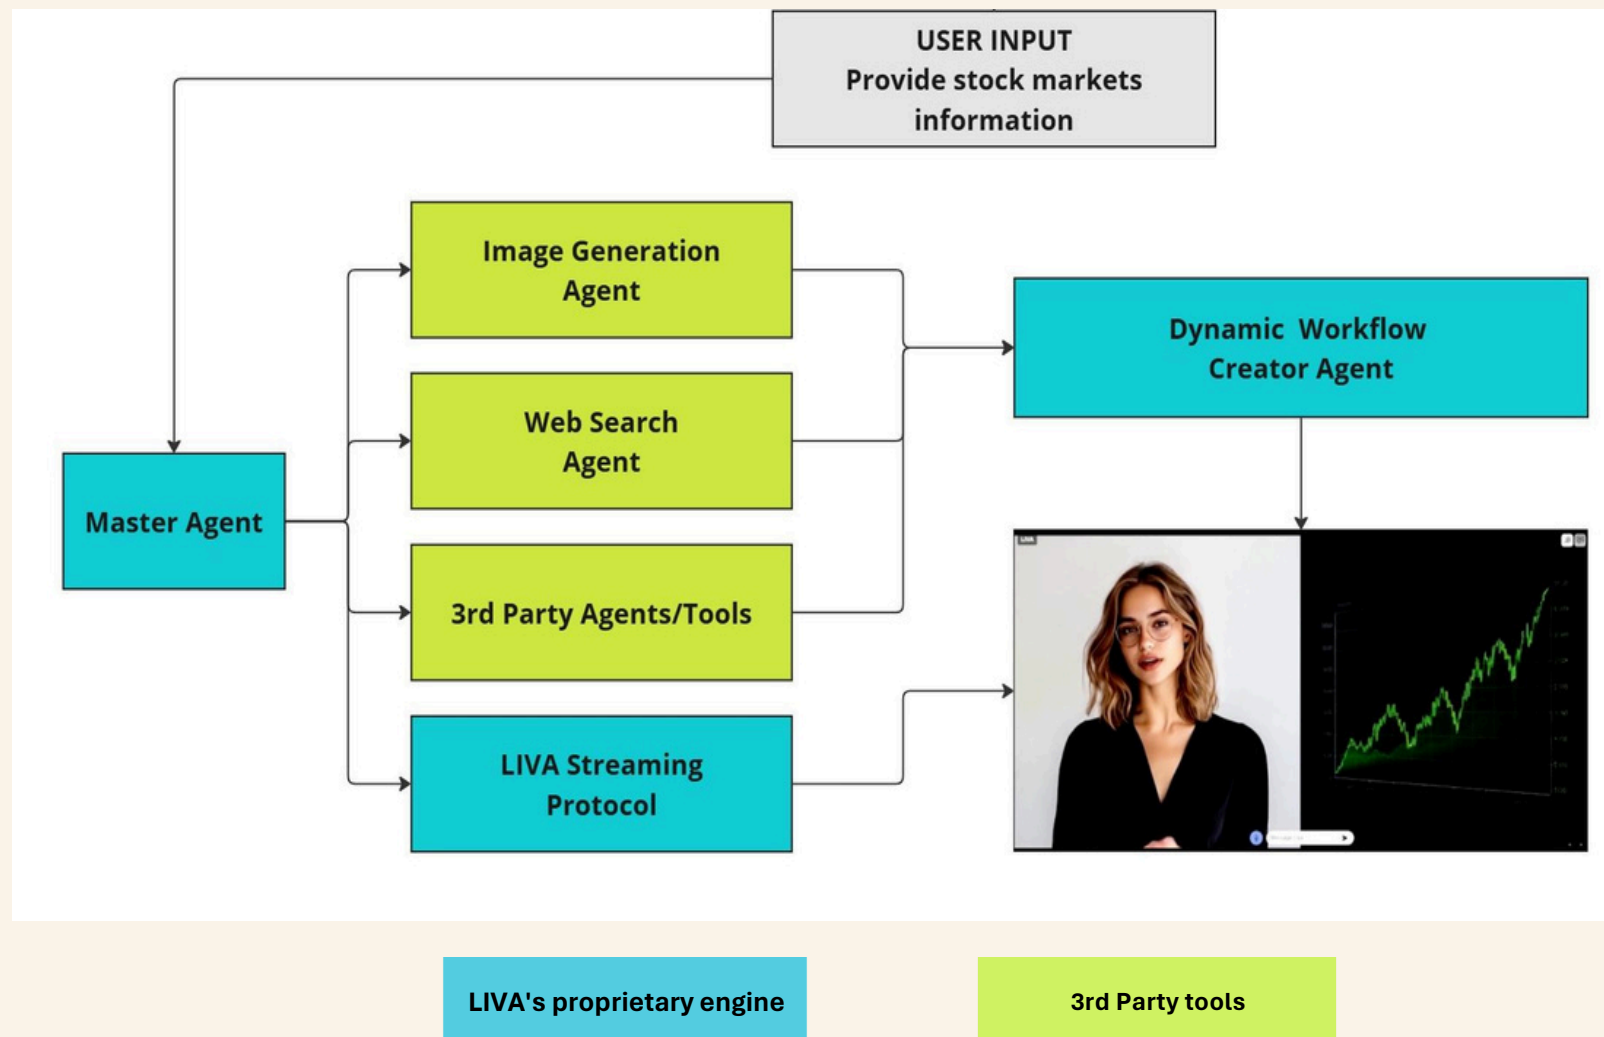 USER INPUT
Provide stock markets
information
Image Generation
Agent
Web Search
Agent
3rd Party Agents/Tools
LIVA Streaming
Protocol
Master Agent
Dynamic Workflow
Creator Agent
LIVA
LIVA's proprietary engine
3rd Party tools